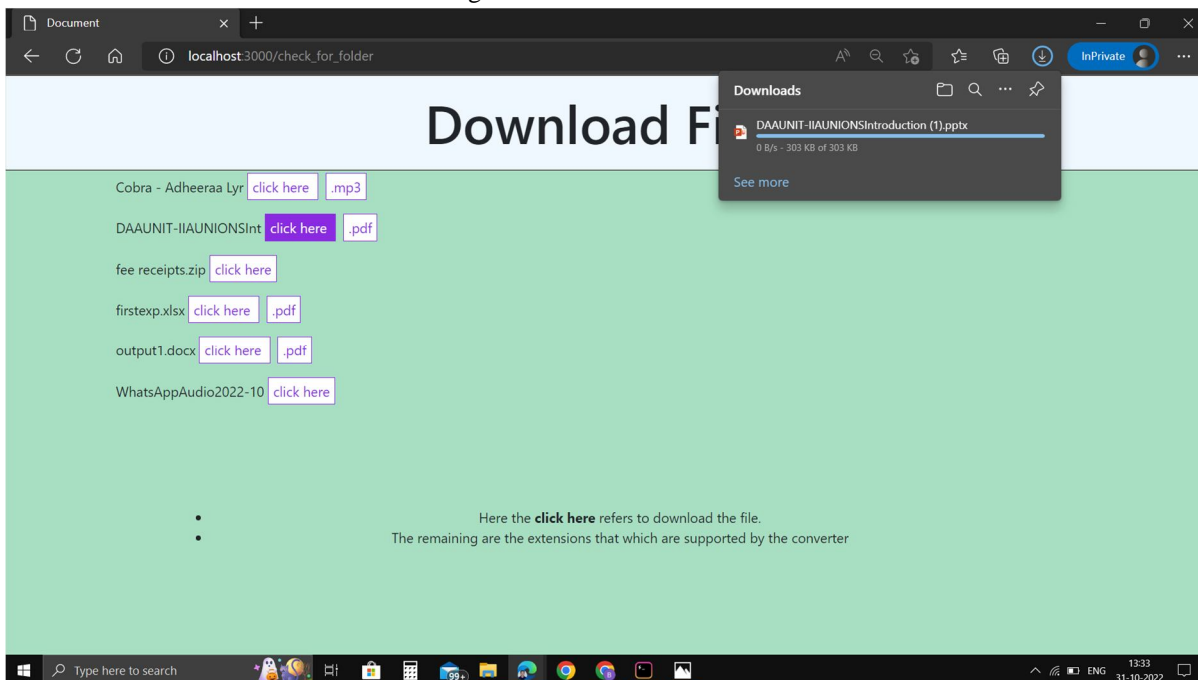 Document
localhost:3000/check_for_folder
InPrivate
Download Fi
Downloads
DAAUNIT-IIAUNIONSIntroduction (1).pptx
0 B/s - 303 KB of 303 KB
See more
Cobra - Adheeraa Lyr click here .mp3
DAAUNIT-IIAUNIONSInt click here .pdf
fee receipts.zip click here
firstexp.xlsx click here .pdf
output1.docx click here .pdf
WhatsAppAudio2022-10 click here
• Here the click here refers to download the file.
• The remaining are the extensions that which are supported by the converter
Type here to search
99+
ENG
13:33
31-10-2022